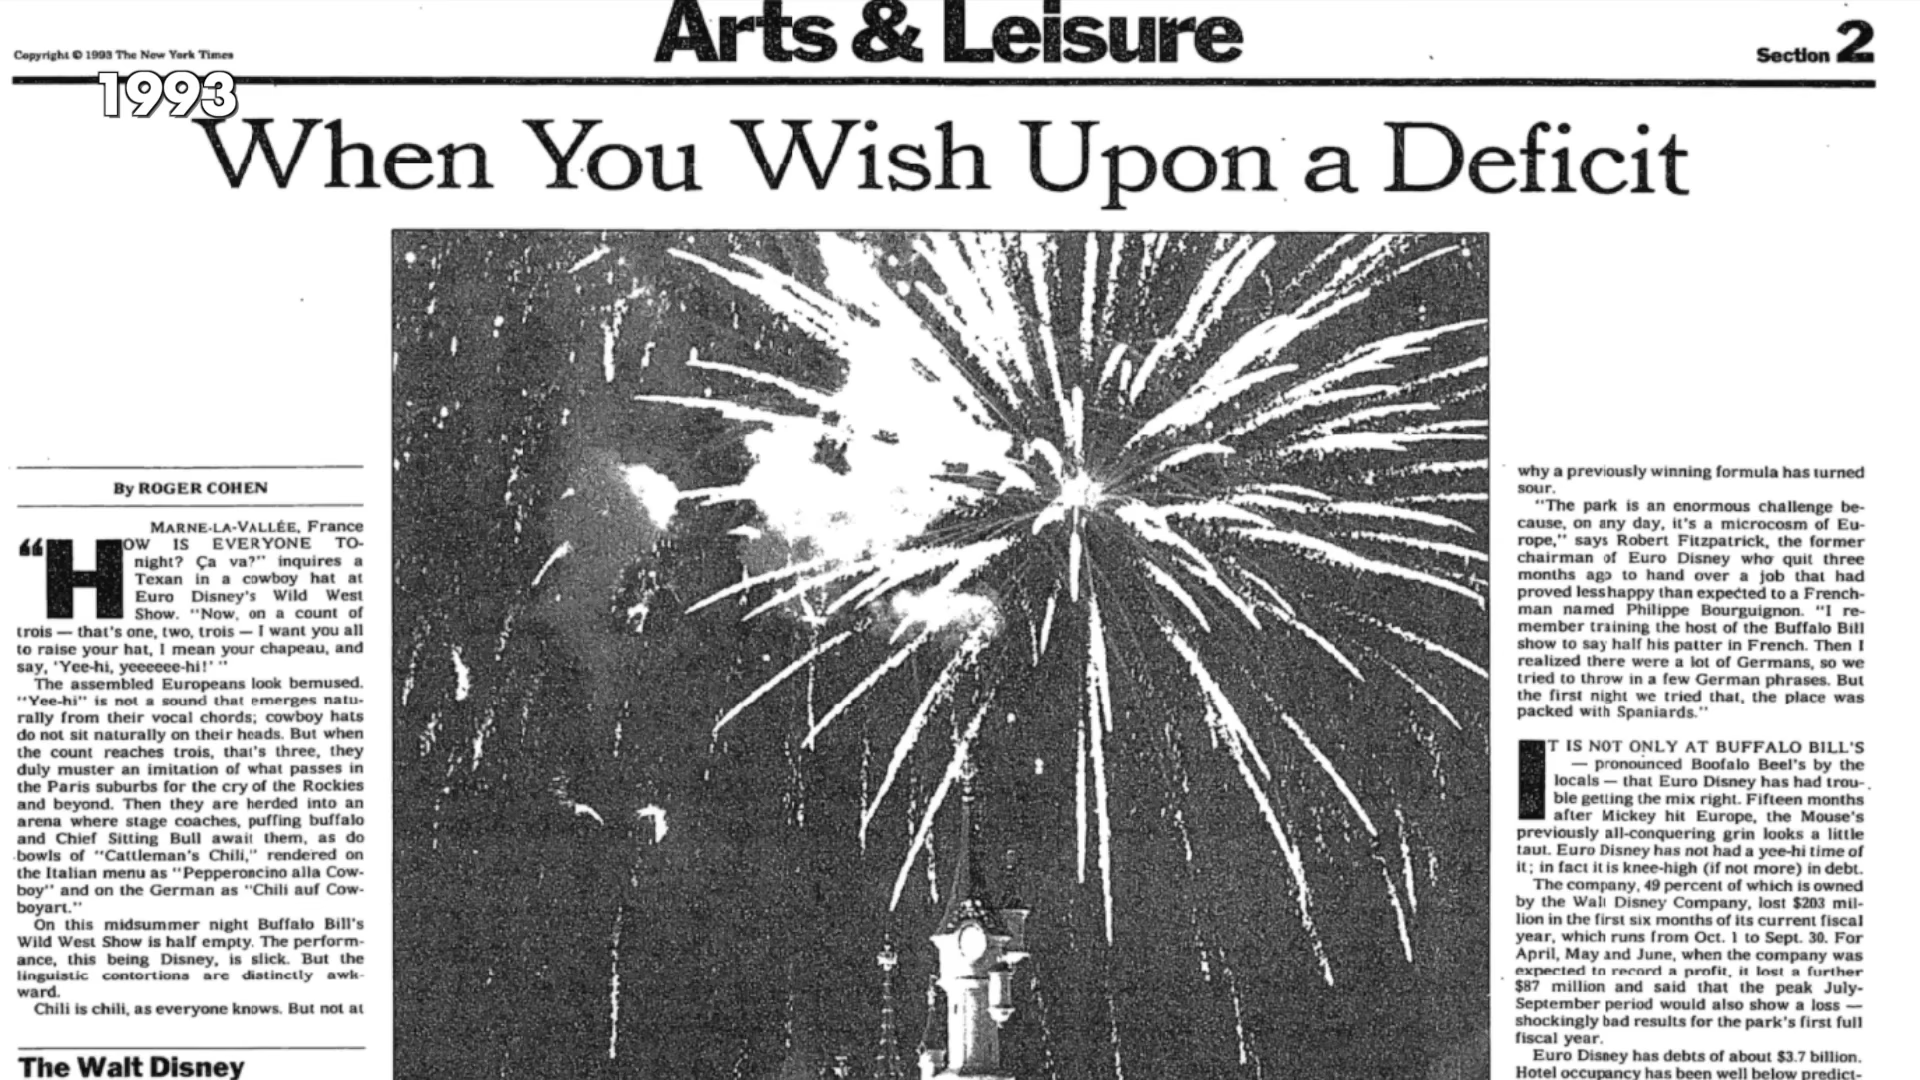 Arts & Leisure
Section 2
Copyright © 1993 The New York Times
1993
When You Wish Upon a Deficit
By ROGER COHEN
MARNE-LA-VALLÉE, France
“HOW IS EVERYONE TO-
night? Ça va?” inquires a
Texan in a cowboy hat at
Euro Disney's Wild West
Show. “Now, on a count of
trois — that's one, two, trois — I want you all
to raise your hat, I mean your chapeau, and
say, 'Yee-hi, yeeeeee-hi!' ”
The assembled Europeans look bemused.
“Yee-hi” is not a sound that emerges natu-
rally from their vocal chords; cowboy hats
do not sit naturally on their heads. But when
the count reaches trois, that's three, they
duly muster an imitation of what passes in
the Paris suburbs for the cry of the Rockies
and beyond. Then they are herded into an
arena where stage coaches, puffing buffalo
and Chief Sitting Bull await them, as do
bowls of “Cattleman's Chili,” rendered on
the Italian menu as “Pepperoncino alla Cow-
boy” and on the German as “Chili auf Cow-
boyart.”
On this midsummer night Buffalo Bill's
Wild West Show is half empty. The perform-
ance, this being Disney, is slick. But the
linguistic contortions are distinctly awk-
ward.
Chili is chili, as everyone knows. But not at
The Walt Disney
why a previously winning formula has turned
sour.
“The park is an enormous challenge be-
cause, on any day, it's a microcosm of Eu-
rope,” says Robert Fitzpatrick, the former
chairman of Euro Disney who quit three
months ago to hand over a job that had
proved less happy than expected to a French-
man named Philippe Bourguignon. “I re-
member training the host of the Buffalo Bill
show to say half his patter in French. Then I
realized there were a lot of Germans, so we
tried to throw in a few German phrases. But
the first night we tried that, the place was
packed with Spaniards.”
IT IS NOT ONLY AT BUFFALO BILL'S
— pronounced Boofalo Beel's by the
locals — that Euro Disney has had trou-
ble getting the mix right. Fifteen months
after Mickey hit Europe, the Mouse's
previously all-conquering grin looks a little
taut. Euro Disney has not had a yee-hi time of
it; in fact it is knee-high (if not more) in debt.
The company, 49 percent of which is owned
by the Walt Disney Company, lost $203 mil-
lion in the first six months of its current fiscal
year, which runs from Oct. 1 to Sept. 30. For
April, May and June, when the company was
expected to record a profit, it lost a further
$87 million and said that the peak July-
September period would also show a loss —
shockingly bad results for the park's first full
fiscal year.
Euro Disney has debts of about $3.7 billion.
Hotel occupancy has been well below predict-